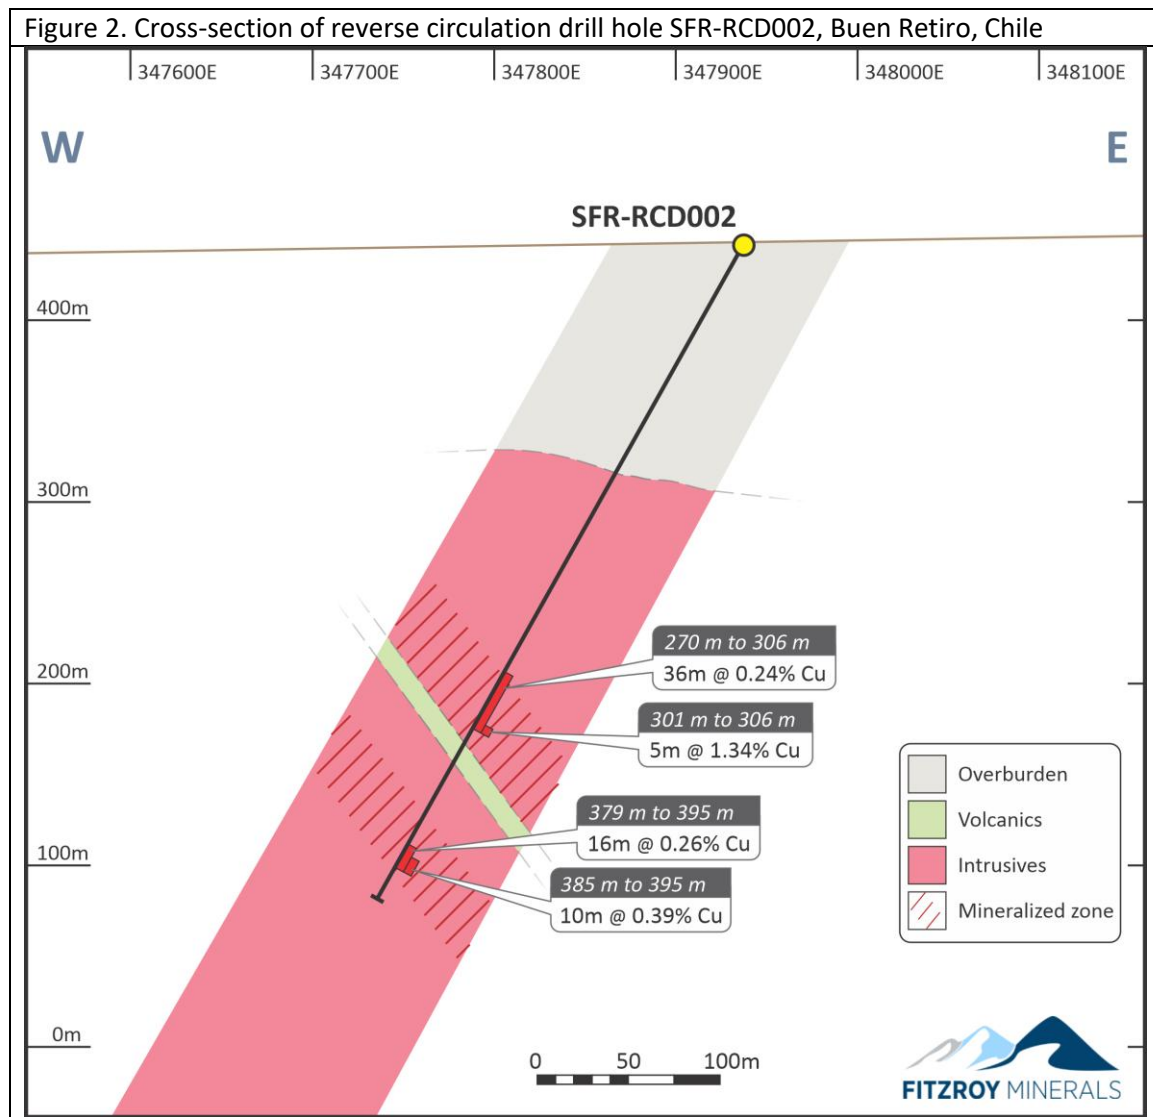 Figure 2. Cross-section of reverse circulation drill hole SFR-RCD002, Buen Retiro, Chile
347600E 347700E 347800E 347900E 348000E 348100E
W E
SFR-RCD002
400m
300m
200m
100m
0m
270 m to 306 m
36m @ 0.24% Cu
301 m to 306 m
5m @ 1.34% Cu
379 m to 395 m
16m @ 0.26% Cu
385 m to 395 m
10m @ 0.39% Cu
Overburden
Volcanics
Intrusives
Mineralized zone
0 50 100m
FITZROY MINERALS